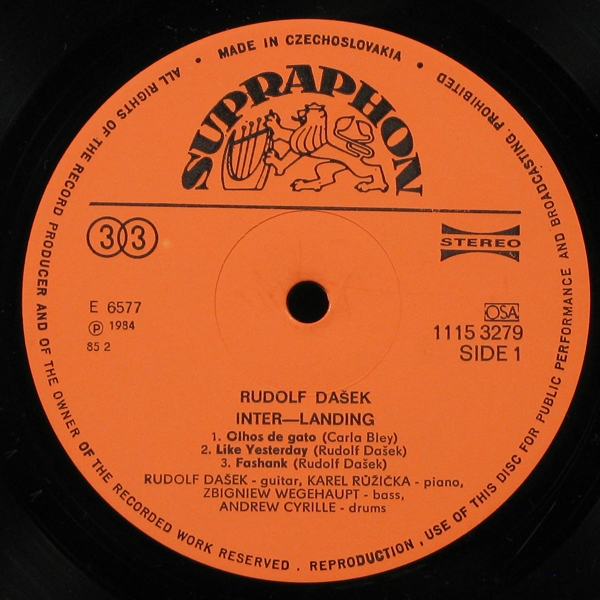 ALL RIGHTS OF THE RECORD PRODUCER AND OF THE OWNER OF THE RECORDED WORK RESERVED . REPRODUCTION , USE OF THIS DISC FOR PUBLIC PERFORMANCE AND BROADCASTING. PROHIBITED
• MADE IN CZECHOSLOVAKIA •
SUPRAPHON
33
STEREO
E 6577
Ⓟ 1984
85 2
OSA
1115 3279
SIDE 1
RUDOLF DAŠEK
INTER—LANDING
1. Olhos de gato (Carla Bley)
2. Like Yesterday (Rudolf Dašek)
3. Fashank (Rudolf Dašek)
RUDOLF DAŠEK - guitar, KAREL RŮŽIČKA - piano,
ZBIGNIEW WEGEHAUPT - bass,
ANDREW CYRILLE - drums